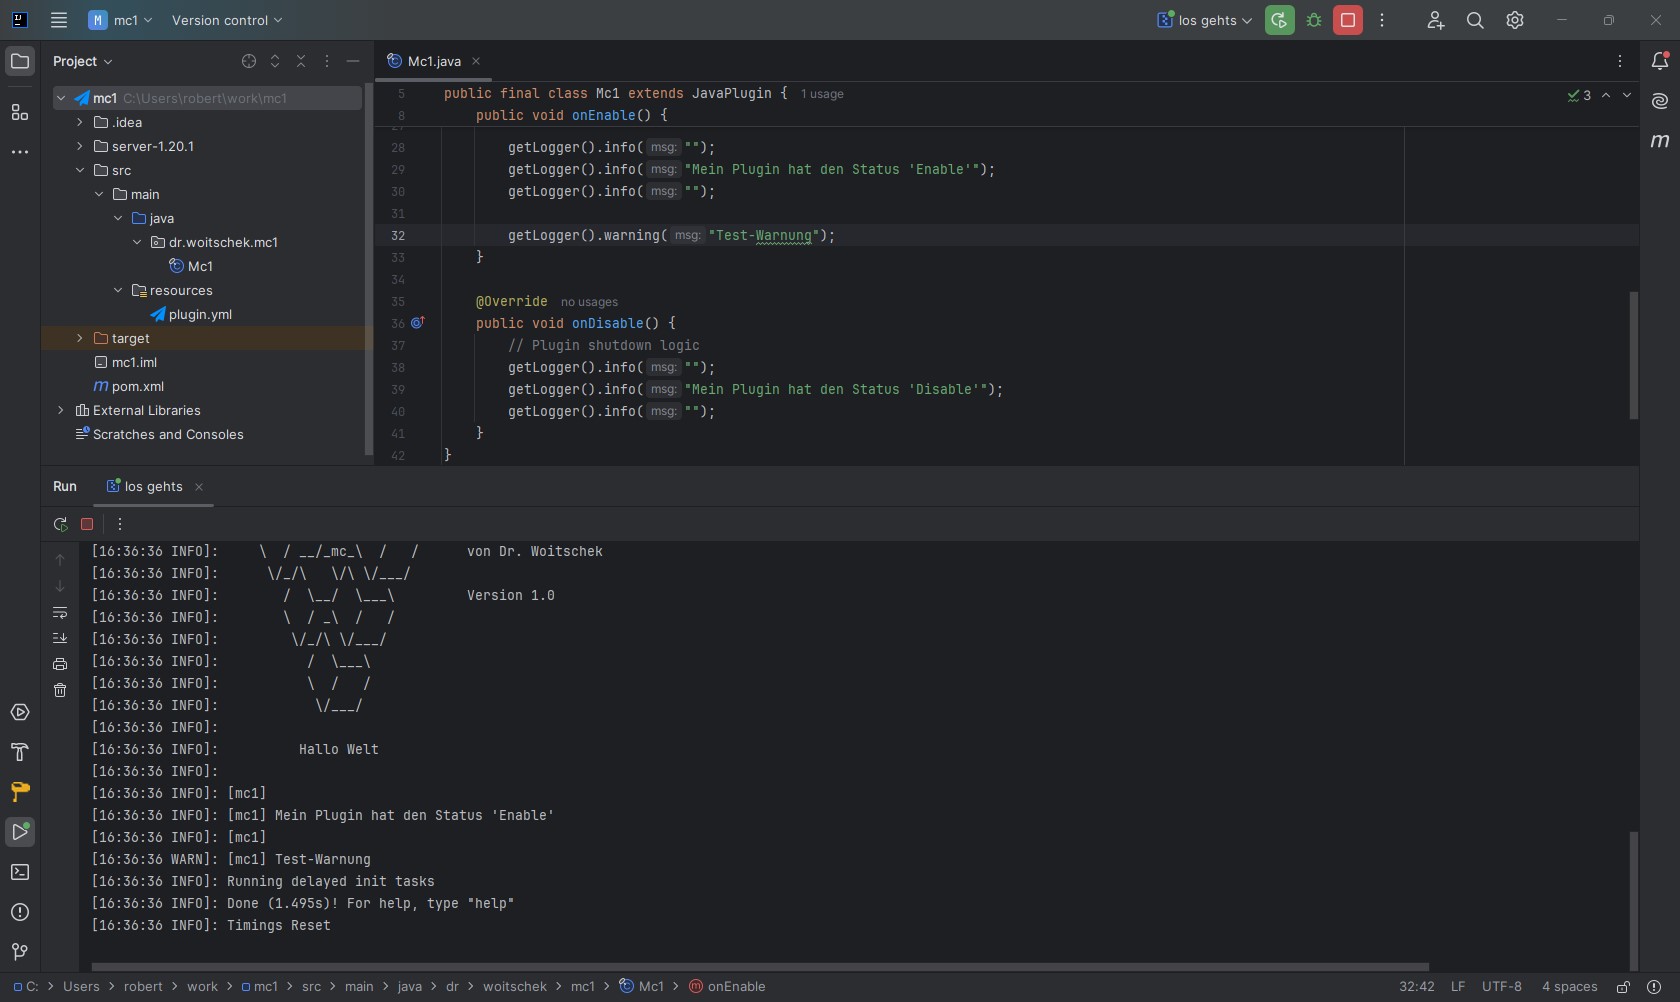 mc1 Version control los gehts
Project
mc1 C:\Users\robert\work\mc1
.idea
server-1.20.1
src
main
java
dr.woitschek.mc1
Mc1
resources
plugin.yml
target
mc1.iml
m pom.xml
External Libraries
Scratches and Consoles
Mc1.java
5 public final class Mc1 extends JavaPlugin { 1 usage
8 public void onEnable() {
28 getLogger().info( msg: "");
29 getLogger().info( msg: "Mein Plugin hat den Status 'Enable'");
30 getLogger().info( msg: "");
31
32 getLogger().warning( msg: "Test-Warnung");
33 }
34
35 @Override no usages
36 public void onDisable() {
37 // Plugin shutdown logic
38 getLogger().info( msg: "");
39 getLogger().info( msg: "Mein Plugin hat den Status 'Disable'");
40 getLogger().info( msg: "");
41 }
42 }
3
m
Run los gehts
[16:36:36 INFO]:     \  / __/_mc_\  /   /      von Dr. Woitschek
[16:36:36 INFO]:      \/_/\   \/\ \/___/
[16:36:36 INFO]:        /  \__/  \___\         Version 1.0
[16:36:36 INFO]:        \  / _\  /   /
[16:36:36 INFO]:         \/_/\ \/___/
[16:36:36 INFO]:           /  \___\
[16:36:36 INFO]:           \  /   /
[16:36:36 INFO]:            \/___/
[16:36:36 INFO]:
[16:36:36 INFO]:          Hallo Welt
[16:36:36 INFO]:
[16:36:36 INFO]: [mc1]
[16:36:36 INFO]: [mc1] Mein Plugin hat den Status 'Enable'
[16:36:36 INFO]: [mc1]
[16:36:36 WARN]: [mc1] Test-Warnung
[16:36:36 INFO]: Running delayed init tasks
[16:36:36 INFO]: Done (1.495s)! For help, type "help"
[16:36:36 INFO]: Timings Reset
C: > Users > robert > work > mc1 > src > main > java > dr > woitschek > mc1 > Mc1 > onEnable 32:42 LF UTF-8 4 spaces